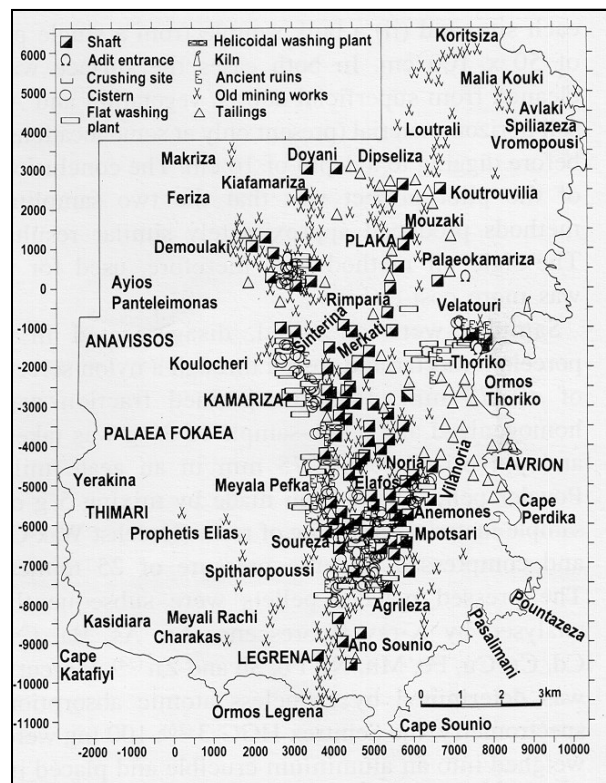 Koritsiza
Shaft
Helicoidal washing plant
Adit entrance
Kiln
Crushing site
Ancient ruins
Cistern
Old mining works
Flat washing
plant
Tailings
Malia Kouki
Avlaki
Spiliazeza
Vromopousi
Loutrali
Makriza
Doyani
Dipseliza
Kiafamariza
Koutrouvilia
Feriza
Mouzaki
Demoulaki
PLAKA
Palaeokamariza
Ayios
Panteleimonas
Rimparia
Velatouri
Sinterina
Merkati
ANAVISSOS
Koulocheri
Thoriko
Ormos
Thoriko
KAMARIZA
PALAEA FOKAEA
Noria
Vilanoria
LAVRION
Yerakina
Meyala Pefka
Elafos
Cape
Perdika
THIMARI
Anemones
Prophetis Elias
Soureza
Mpotsari
Spitharopoussi
Pountazeza
Kasidiara
Meyali Rachi
Charakas
Agrileza
Pasalimani
LEGRENA
Ano Sounio
Cape
Katafiyi
0 2 3km
Ormos Legrena
Cape Sounio
6000
5000
4000
3000
2000
1000
0
-1000
-2000
-3000
-4000
-5000
-6000
-7000
-8000
-9000
-10000
-11000
-2000 -1000 0 1000 2000 3000 4000 5000 6000 7000 8000 9000 10000